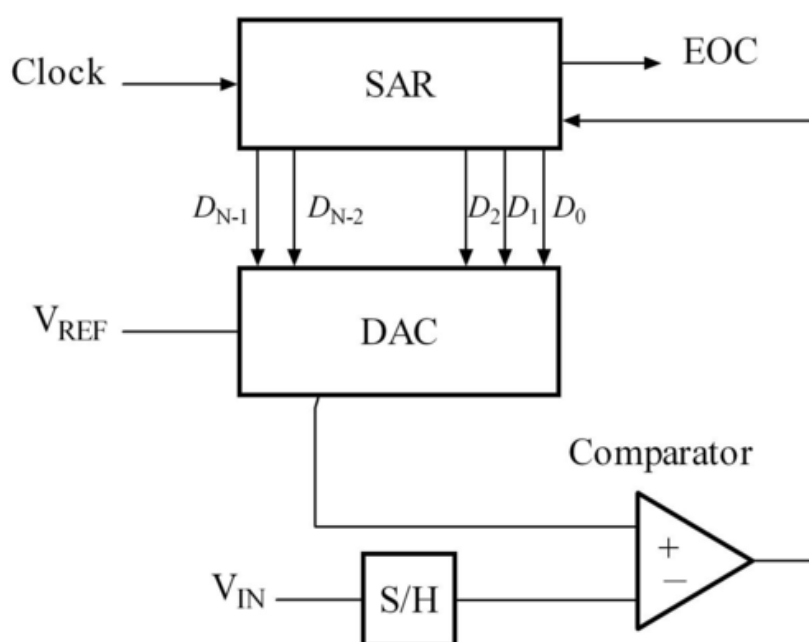 EOC
Clock
SAR
D_N-1 D_N-2 D_2 D_1 D_0
V_REF
DAC
Comparator
+
−
V_IN
S/H